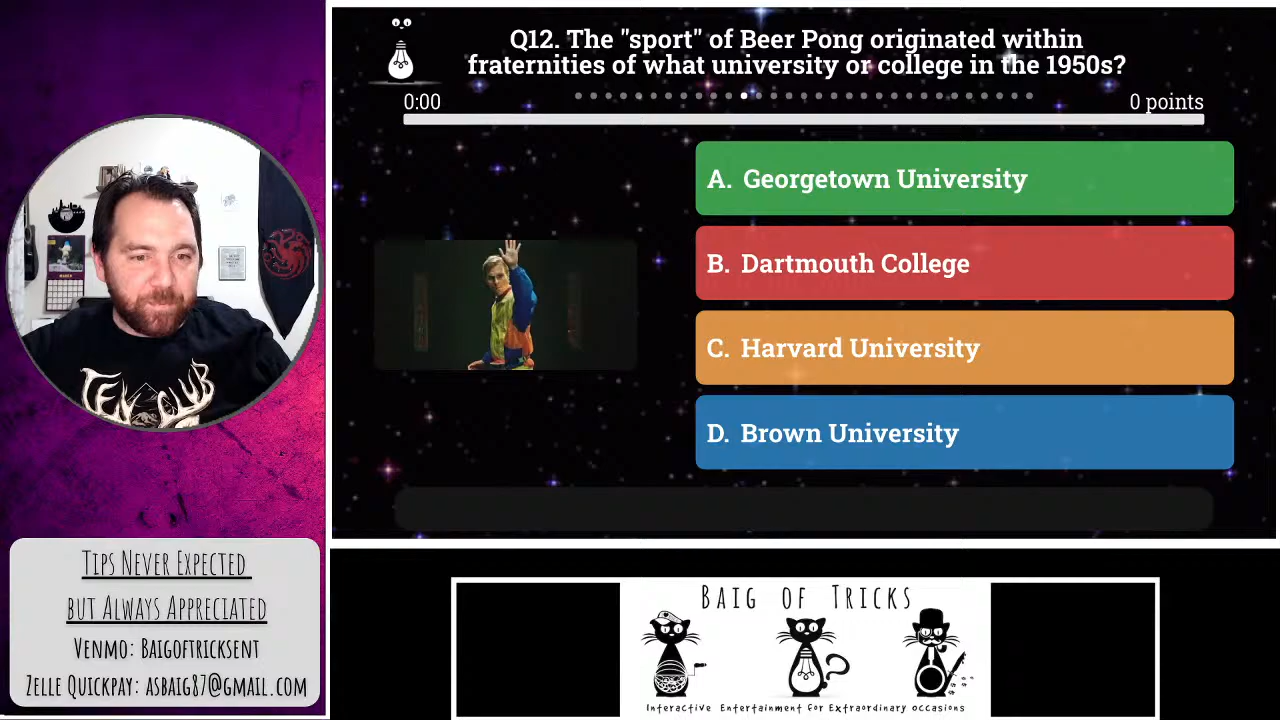 Q12. The "sport" of Beer Pong originated within
fraternities of what university or college in the 1950s?
0:00
0 points
A. Georgetown University
B. Dartmouth College
C. Harvard University
D. Brown University
TEN CLUB
Tips Never Expected
but Always Appreciated
Venmo: Baigoftricksent
Zelle Quickpay: asbaig87@gmail.com
Baig of Tricks
Interactive Entertainment for Extraordinary Occasions